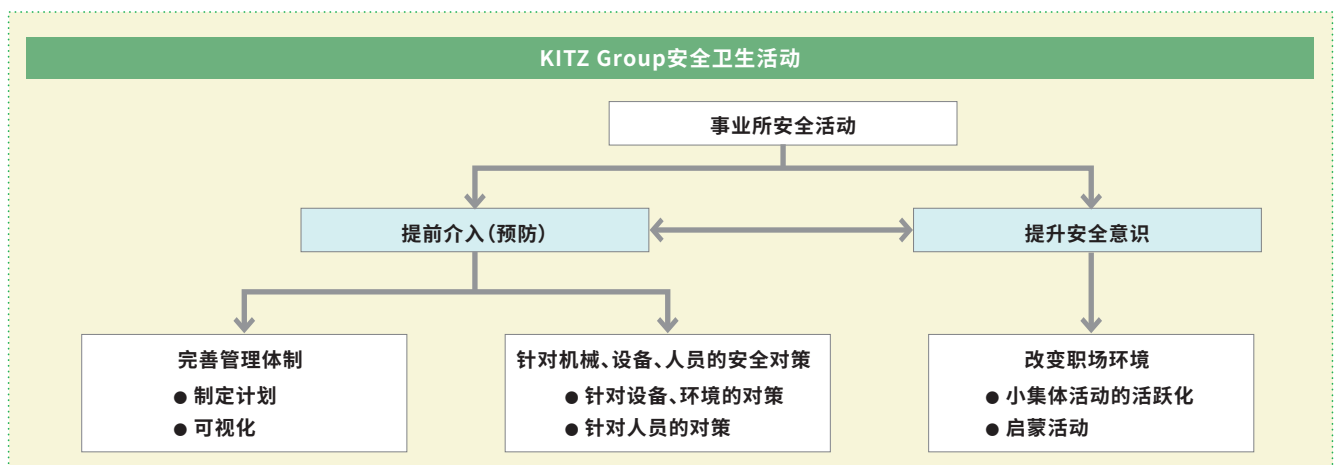 KITZ Group安全卫生活动
事业所安全活动
提前介入（预防）
提升安全意识
完善管理体制
● 制定计划
● 可视化
针对机械、设备、人员的安全对策
● 针对设备、环境的对策
● 针对人员的对策
改变职场环境
● 小集体活动的活跃化
● 启蒙活动